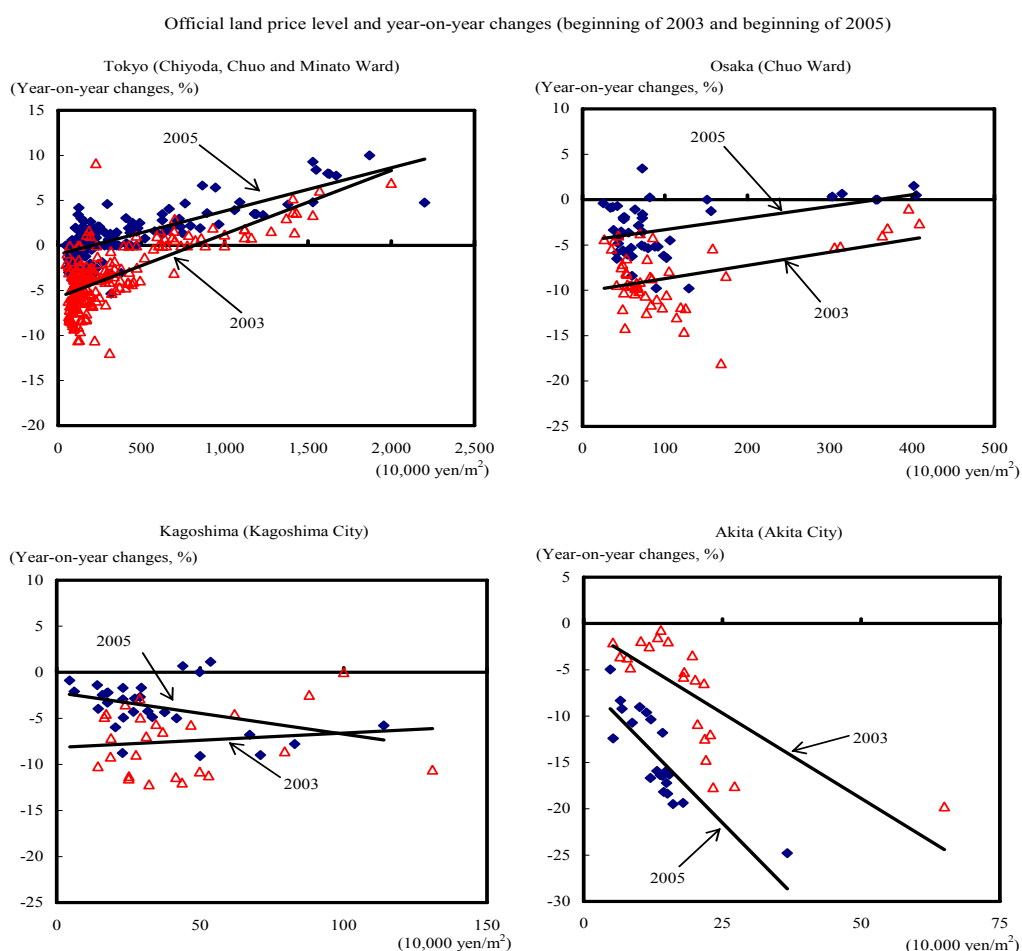 Official land price level and year-on-year changes (beginning of 2003 and beginning of 2005)
Tokyo (Chiyoda, Chuo and Minato Ward)
(Year-on-year changes, %)
15
10
5
0
-5
-10
-15
-20
0 500 1,000 1,500 2,000 2,500
(10,000 yen/m²)
2005
2003
Osaka (Chuo Ward)
(Year-on-year changes, %)
10
5
0
-5
-10
-15
-20
-25
0 100 200 300 400 500
(10,000 yen/m²)
2005
2003
Kagoshima (Kagoshima City)
(Year-on-year changes, %)
10
5
0
-5
-10
-15
-20
-25
0 50 100 150
(10,000 yen/m²)
2005
2003
Akita (Akita City)
(Year-on-year changes, %)
5
0
-5
-10
-15
-20
-25
-30
0 25 50 75
(10,000 yen/m²)
2003
2005